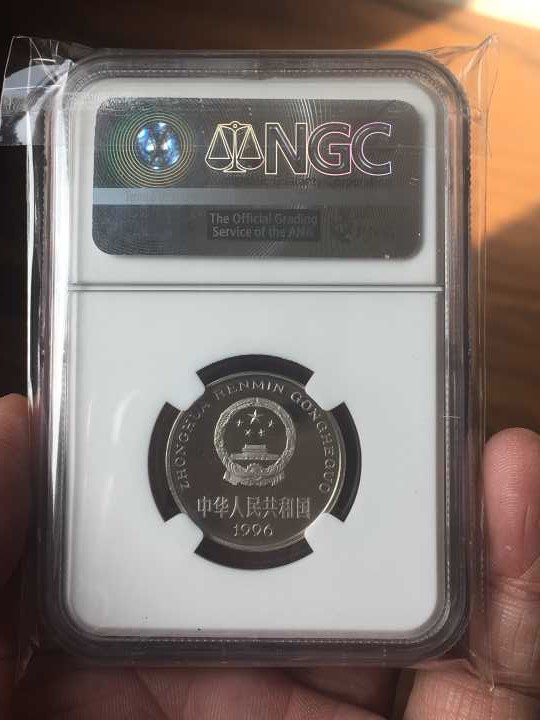 NGC
The Official Grading
Service of the ANA
ZHONGHUA RENMIN GONGHEGUO
中华人民共和国
1996